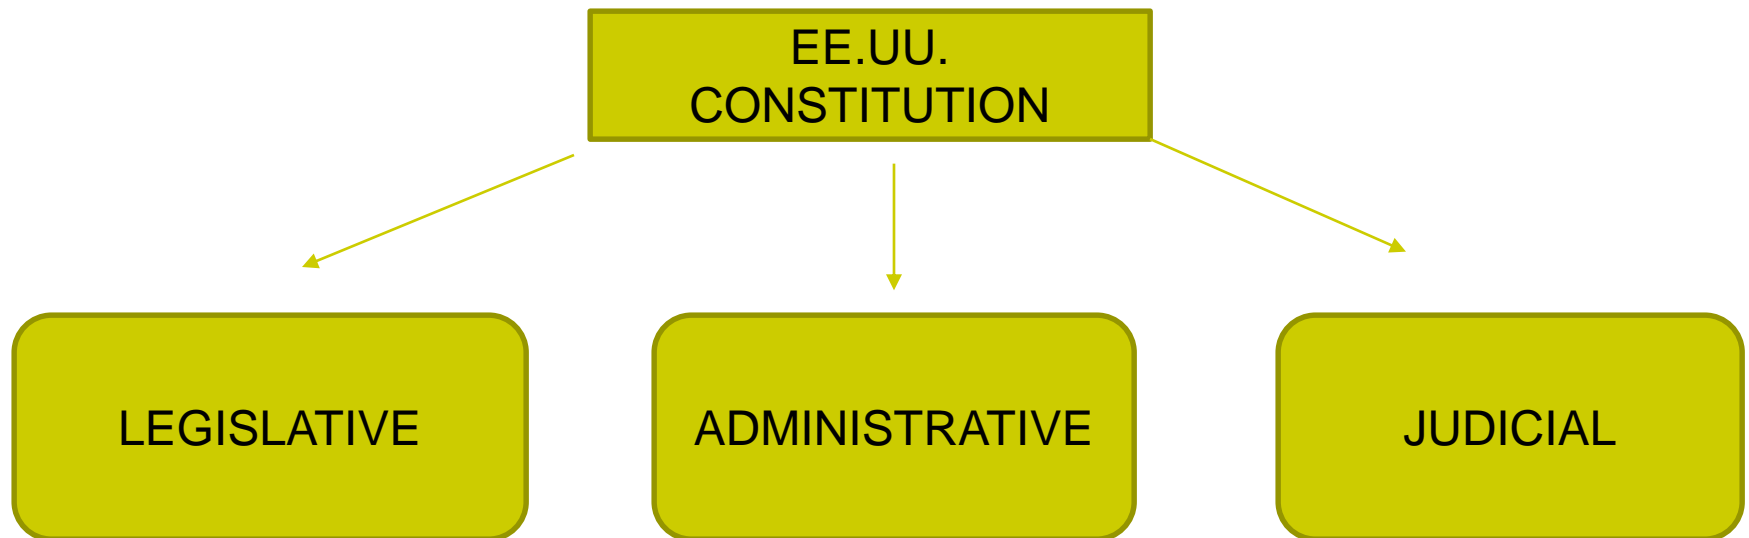 EE.UU.
CONSTITUTION
LEGISLATIVE
ADMINISTRATIVE
JUDICIAL